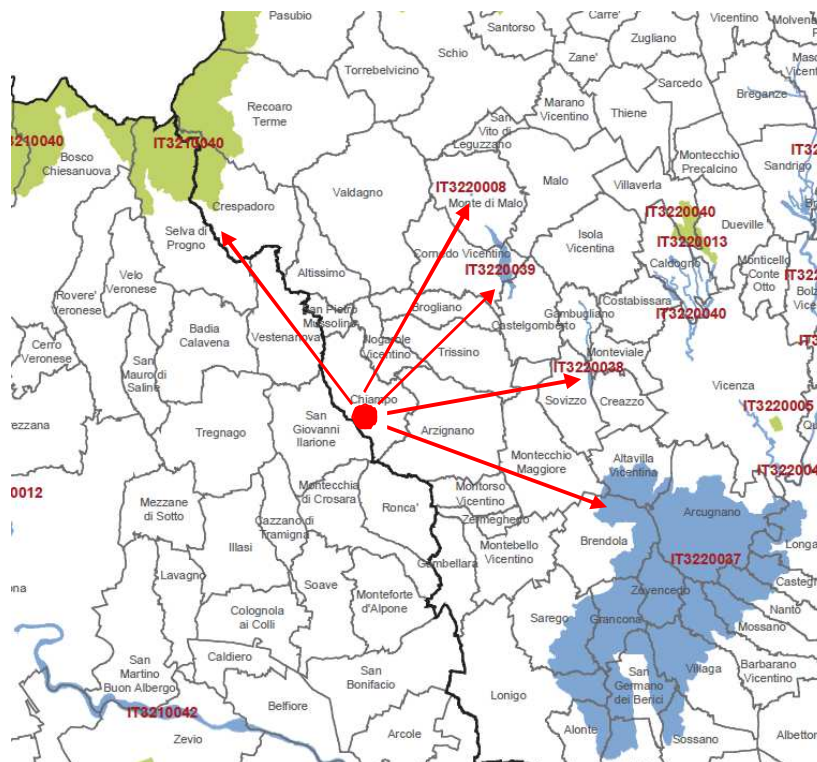 Pasubio
Santorso
Carre'
Vicentino
Molvena
Zugliano
Schio
Zane'
Torrebelvicino
Sarcedo
Breganze
Recoaro
Terme
Marano
Vicentino
Thiene
San
Vito di
Leguzzano
Montecchio
Precalcino
Sandrigo
IT3210040
Bosco
Chiesanuova
3210040
Valdagno
IT3220008
Monte di Malo
Malo
Villaverla
Crespadoro
IT3220040
Dueville
Selva di
Progno
Isola
Vicentina
IT3220013
Cornedo Vicentino
IT3220039
Caldogno
Monticello
Conte
Otto
Altissimo
Velo
Veronese
Rovere'
Veronese
Costabissara
Gambugliano
San Pietro
Mussolino
Brogliano
Castelgomberto
IT3220040
Badia
Calavena
Vestenanova
Nogarole
Vicentino
Trissino
Monteviale
Cerro
Veronese
San
Mauro di
Saline
IT3220038
Vicenza
Chiampo
Sovizzo
Creazzo
IT3220005
San
Giovanni
Ilarione
Arzignano
Tregnago
Montecchio
Maggiore
Altavilla
Vicentina
IT322004
Montecchia
di Crosara
Montorso
Vicentino
0012
Mezzane
di Sotto
Ronca'
Arcugnano
Cazzano di
Tramigna
Zermeghedo
Brendola
Illasi
Montebello
Vicentino
Longa
IT3220037
Gambellara
Lavagno
Soave
Zovencedo
Castegn
Monteforte
d'Alpone
Nanto
Colognola
ai Colli
Sarego
Grancona
Mossano
Caldiero
San
Martino
Buon Albergo
San
Bonifacio
San
Germano
dei Berici
Villaga
Barbarano
Vicentino
Lonigo
Belfiore
IT3210042
Alonte
Arcole
Zevio
Sossano
Albetton